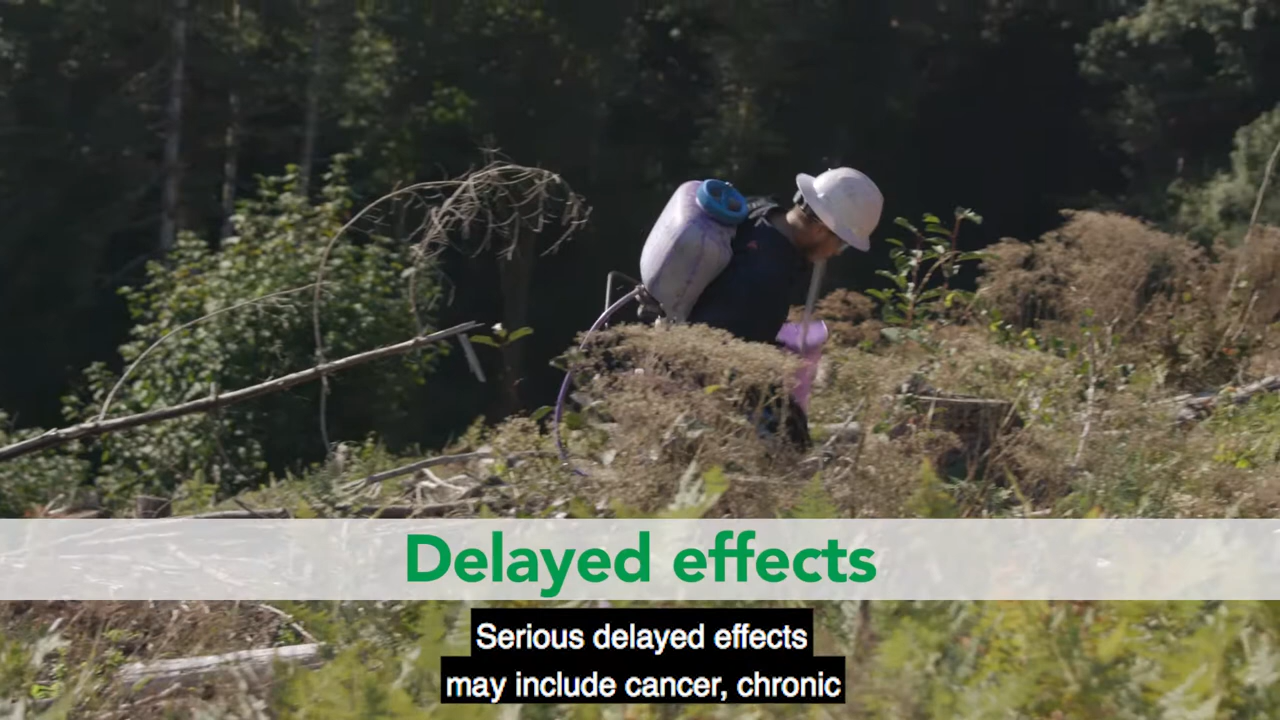 Delayed effects
Serious delayed effects
may include cancer, chronic